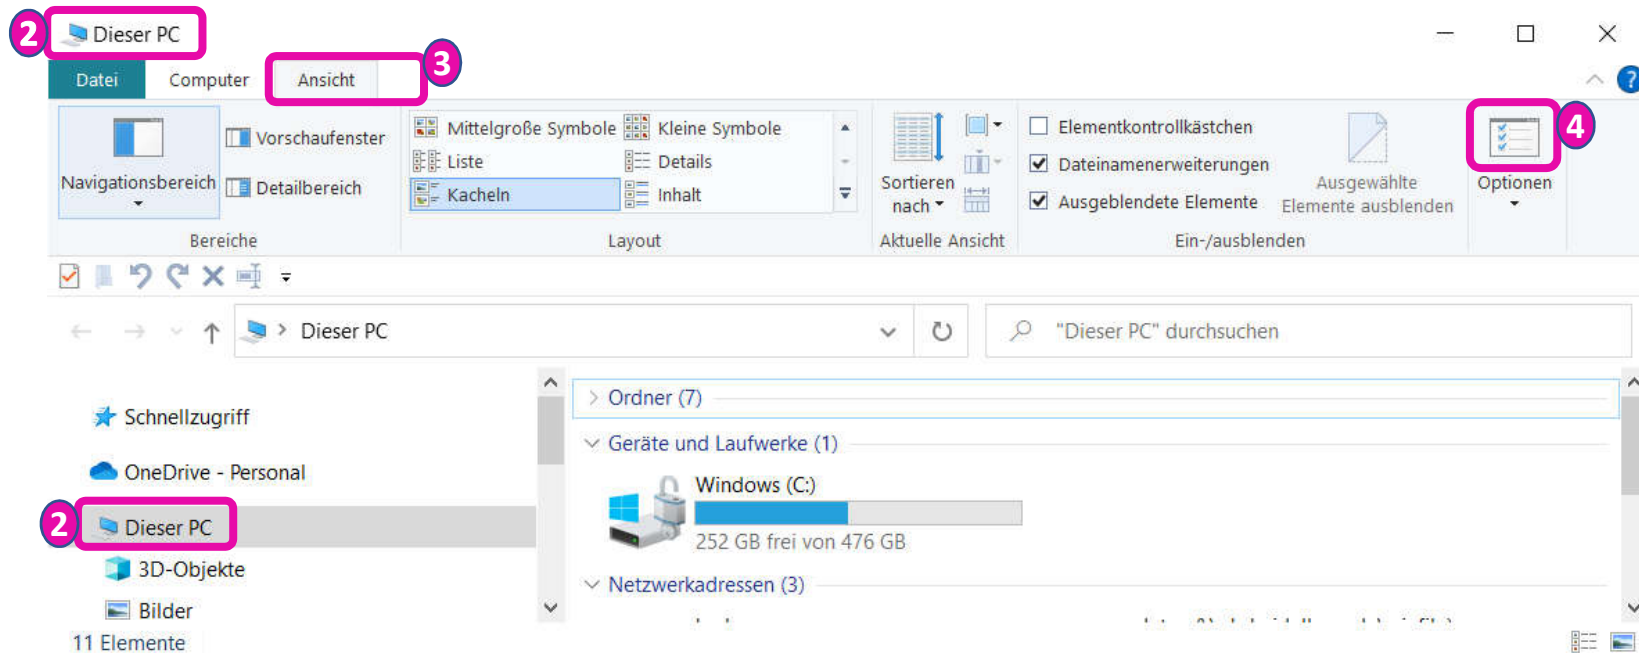 2 Dieser PC
Datei Computer Ansicht 3 ?
Navigationsbereich
Vorschaufenster
Detailbereich
Bereiche
Mittelgroße Symbole Kleine Symbole
Liste Details
Kacheln Inhalt
Layout
Sortieren
nach
Aktuelle Ansicht
Elementkontrollkästchen
Dateinamenerweiterungen
Ausgeblendete Elemente
Ausgewählte
Elemente ausblenden
Ein-/ausblenden
4
Optionen
Dieser PC
"Dieser PC" durchsuchen
Schnellzugriff
OneDrive - Personal
2 Dieser PC
3D-Objekte
Bilder
Ordner (7)
Geräte und Laufwerke (1)
Windows (C:)
252 GB frei von 476 GB
Netzwerkadressen (3)
11 Elemente